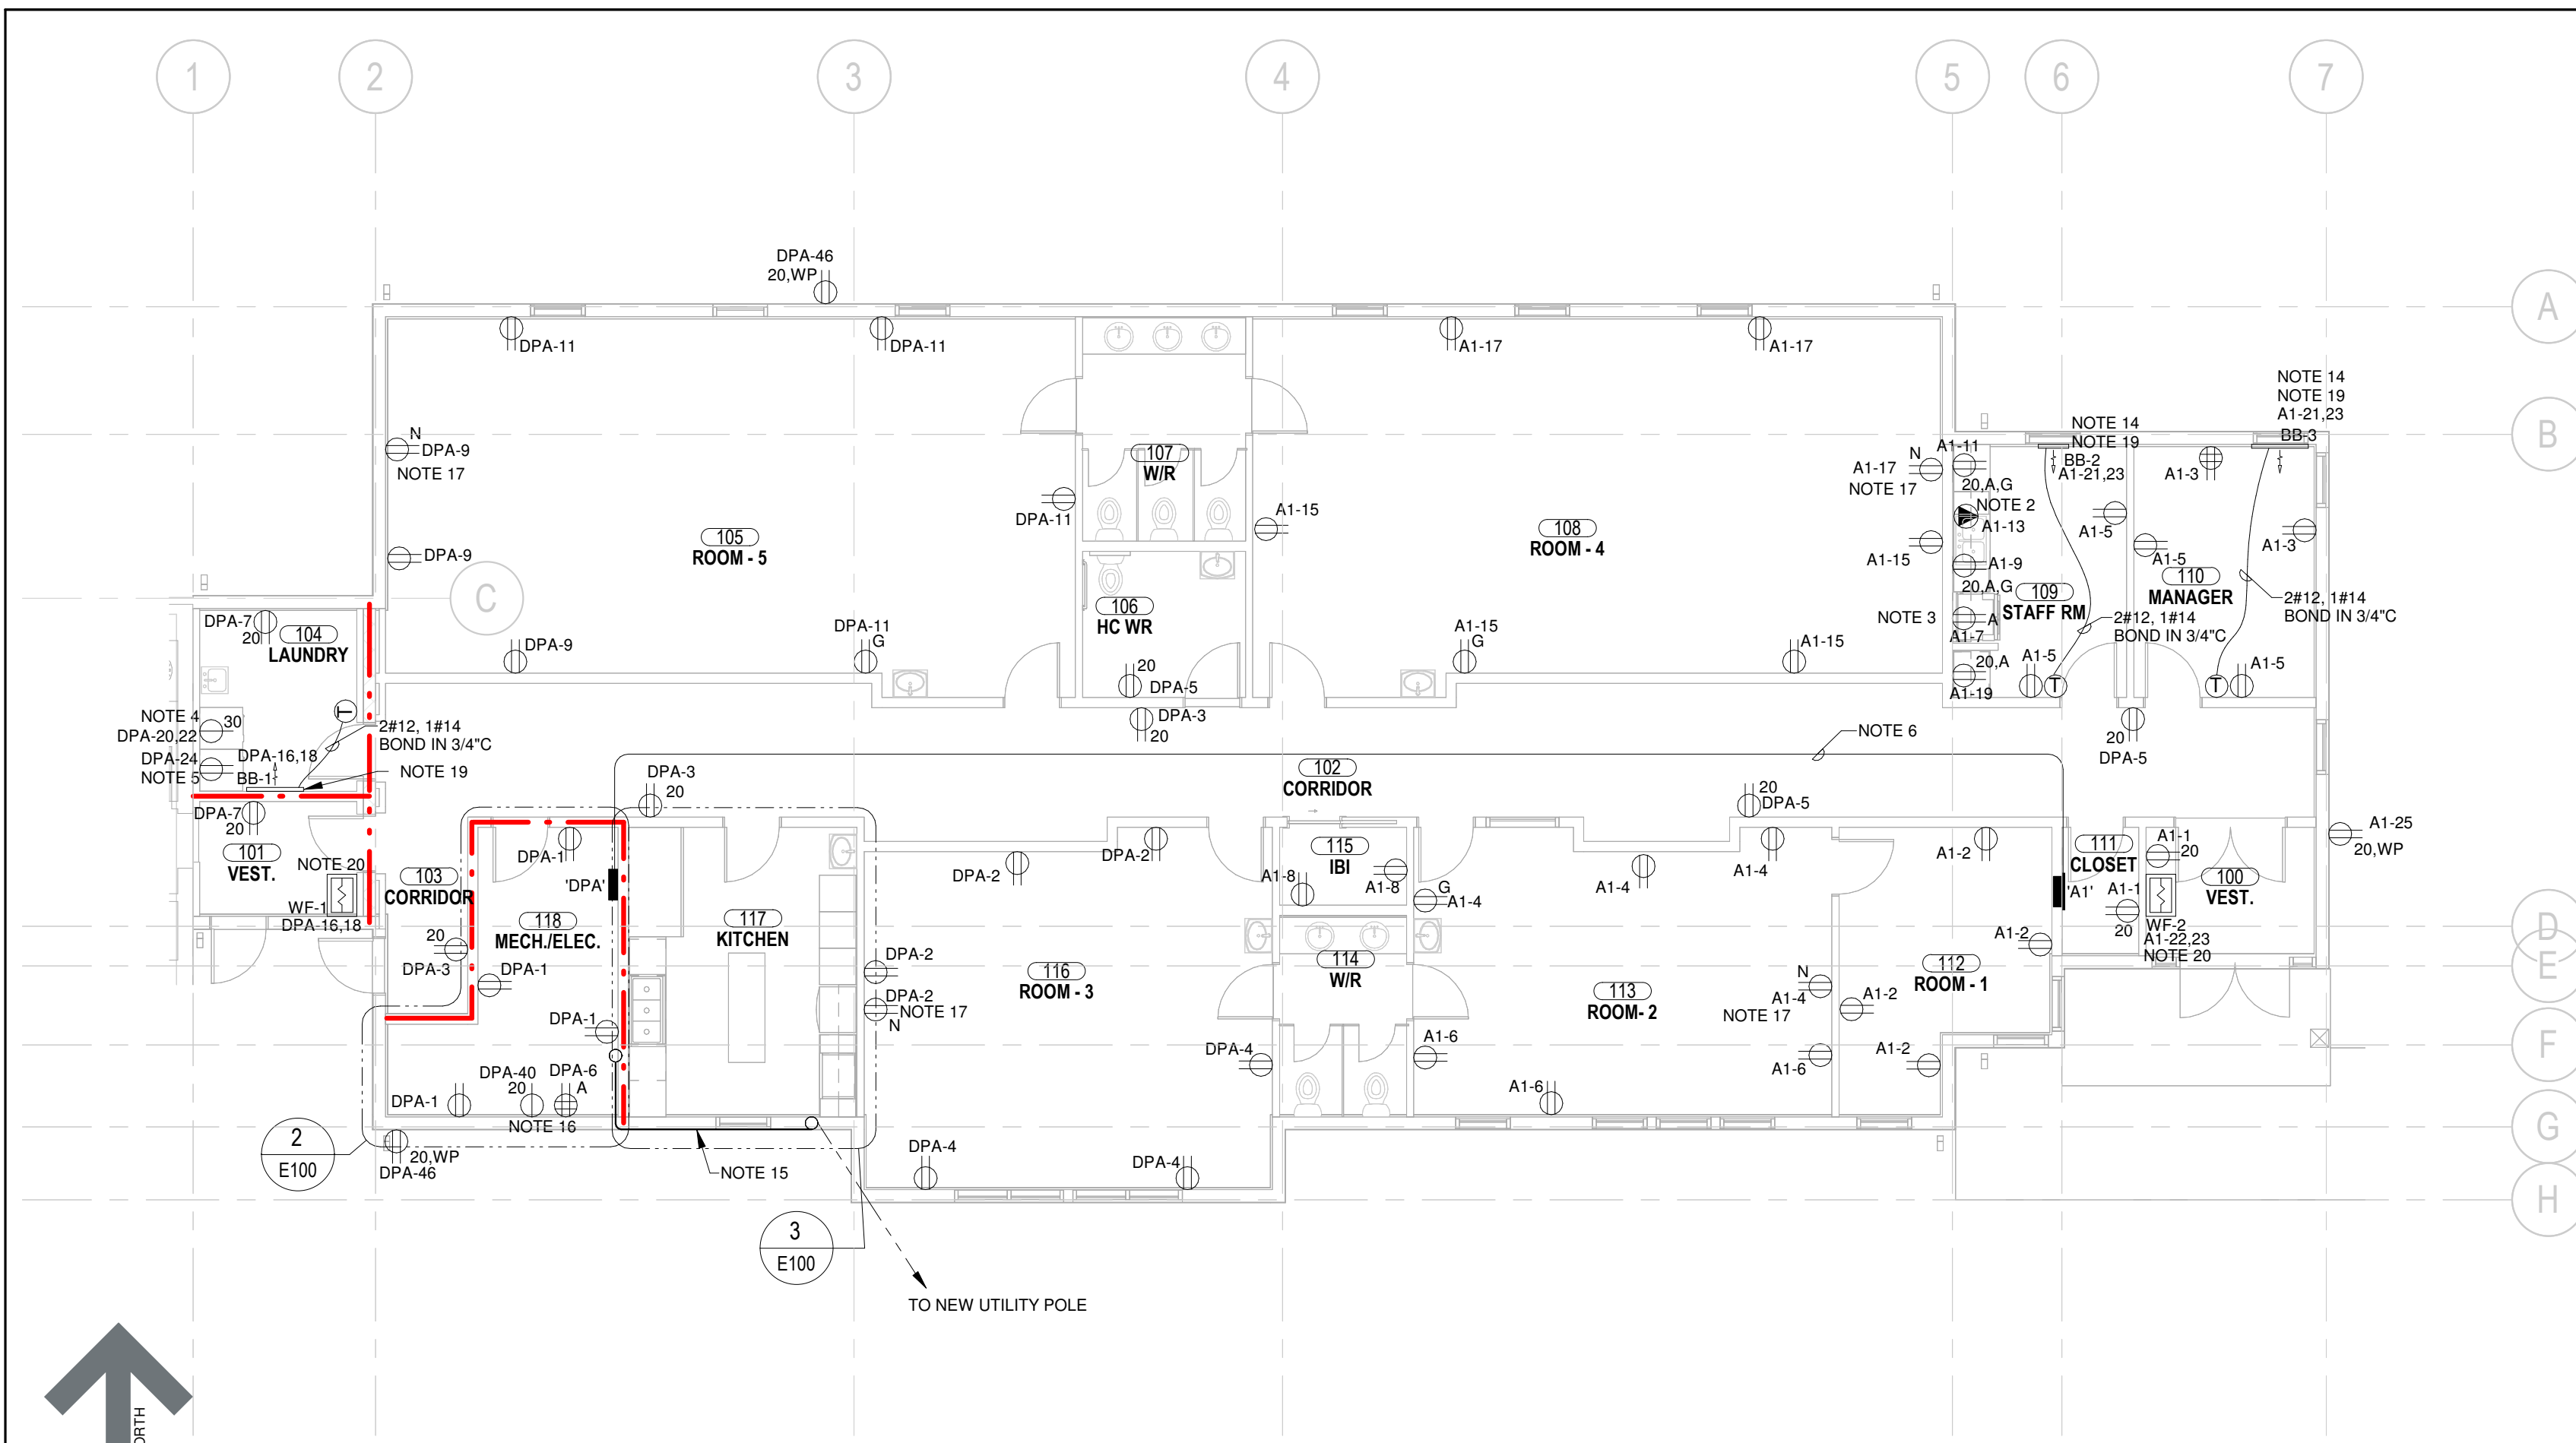 1
2
3
4
5
6
7
DPA-46
20,WP
A
DPA-11
DPA-11
A1-17
A1-17
NOTE 14
NOTE 19
A1-21,23
BB-3
B
N
DPA-9
NOTE 17
107
W/R
DPA-11
A1-15
N
A1-17
NOTE 17
A1-11
20,A,G
NOTE 2
A1-13
NOTE 14
NOTE 19
BB-2
A1-21,23
A1-3
A1-5
A1-3
105
ROOM - 5
108
ROOM - 4
DPA-9
A1-15
A1-9
20,A,G
A1-5
110
MANAGER
109
STAFF RM
2#12, 1#14
BOND IN 3/4"C
2#12, 1#14
BOND IN 3/4"C
C
106
HC WR
NOTE 3
A
A1-7
20,A
A1-19
A1-5
T
T
A1-5
DPA-7
20
104
LAUNDRY
DPA-9
DPA-11
G
A1-15
G
A1-15
20
DPA-5
DPA-3
20
20
DPA-5
NOTE 4
DPA-20,22
30
T
2#12, 1#14
BOND IN 3/4"C
DPA-24
NOTE 5
DPA-16,18
BB-1
NOTE 19
NOTE 6
DPA-3
20
102
CORRIDOR
20
DPA-5
DPA-7
20
101
VEST.
NOTE 20
WF-1
DPA-16,18
103
CORRIDOR
DPA-1
'DPA'
118
MECH./ELEC.
117
KITCHEN
DPA-2
DPA-2
115
IBI
A1-8
A1-8
G
A1-4
A1-4
A1-4
A1-2
111
CLOSET
A1-1
20
A1-25
20,WP
100
VEST.
'A1'
A1-1
20
WF-2
A1-22,23
NOTE 20
D
E
20
DPA-3
DPA-1
DPA-1
DPA-2
DPA-2
NOTE 17
N
116
ROOM - 3
114
W/R
113
ROOM- 2
N
A1-4
NOTE 17
A1-2
112
ROOM - 1
A1-2
F
DPA-4
A1-6
A1-6
A1-2
DPA-1
DPA-40
20
DPA-6
A
NOTE 16
A1-6
G
2
E100
20,WP
DPA-46
NOTE 15
DPA-4
DPA-4
H
3
E100
TO NEW UTILITY POLE